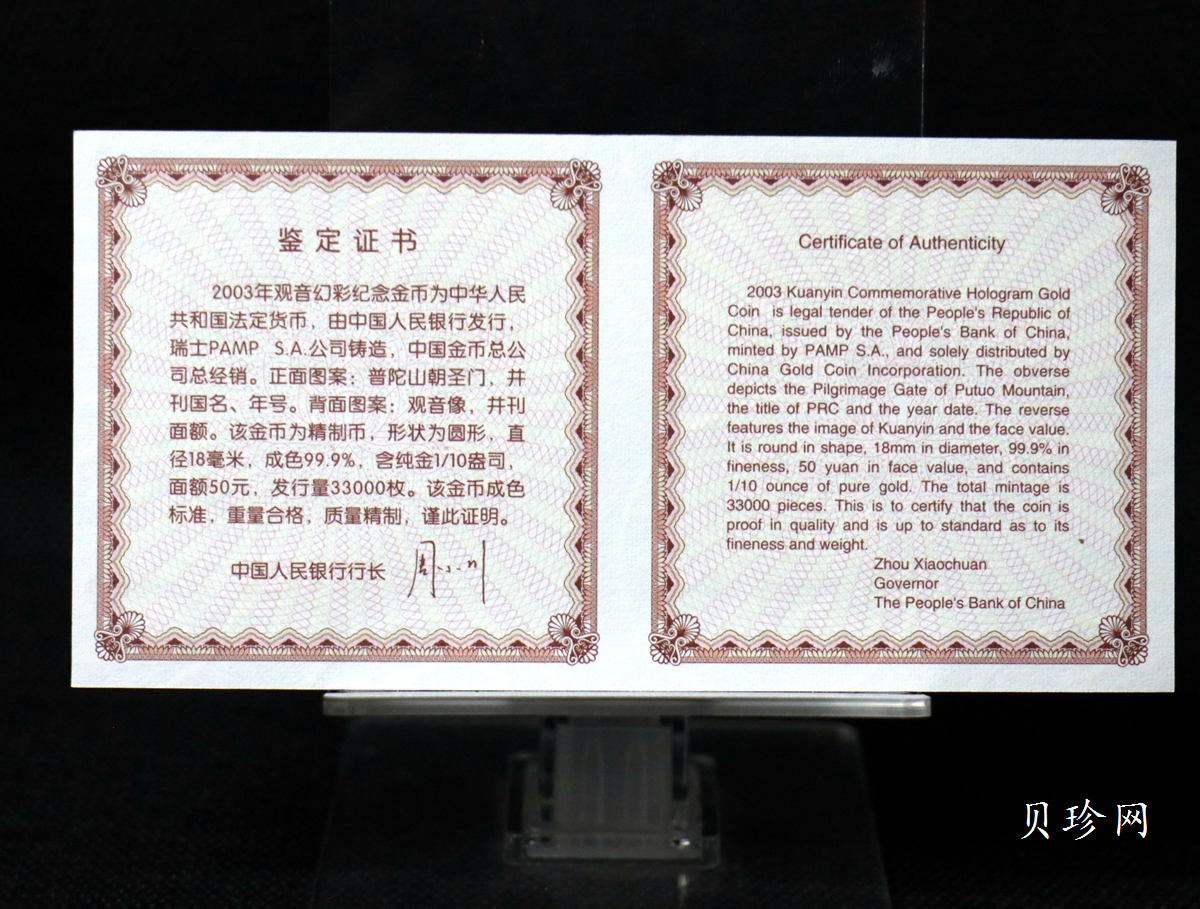 鉴定证书
2003年观音幻彩纪念金币为中华人民
共和国法定货币，由中国人民银行发行，
瑞士PAMP S.A.公司铸造，中国金币总公
司总经销。正面图案：普陀山朝圣门，并
刊国名、年号。背面图案：观音像，并刊
面额。该金币为精制币，形状为圆形，直
径18毫米，成色99.9%，含纯金1/10盎司，
面额50元，发行量33000枚。该金币成色
标准，重量合格，质量精制，谨此证明。
中国人民银行行长 周小川
Certificate of Authenticity
2003 Kuanyin Commemorative Hologram Gold
Coin is legal tender of the People's Republic of
China, issued by the People's Bank of China,
minted by PAMP S.A., and solely distributed by
China Gold Coin Incorporation. The obverse
depicts the Pilgrimage Gate of Putuo Mountain,
the title of PRC and the year date. The reverse
features the image of Kuanyin and the face value.
It is round in shape, 18mm in diameter, 99.9% in
fineness, 50 yuan in face value, and contains
1/10 ounce of pure gold. The total mintage is
33000 pieces. This is to certify that the coin is
proof in quality and is up to standard as to its
fineness and weight.
Zhou Xiaochuan
Governor
The People's Bank of China
贝珍网